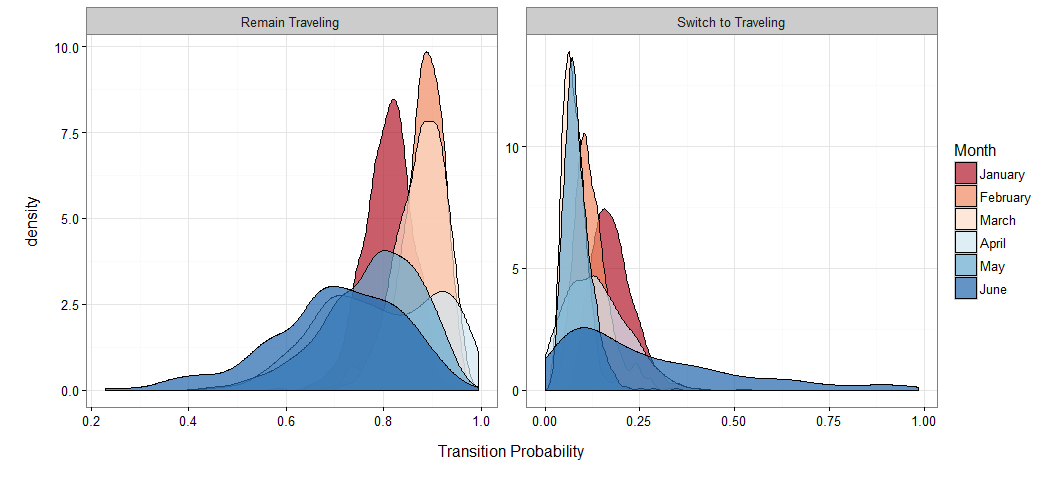 Remain Traveling
Switch to Traveling
density
10.0
7.5
5.0
2.5
0.0
0.2 0.4 0.6 0.8 1.0
10
5
0
0.00 0.25 0.50 0.75 1.00
Transition Probability
Month
January
February
March
April
May
June